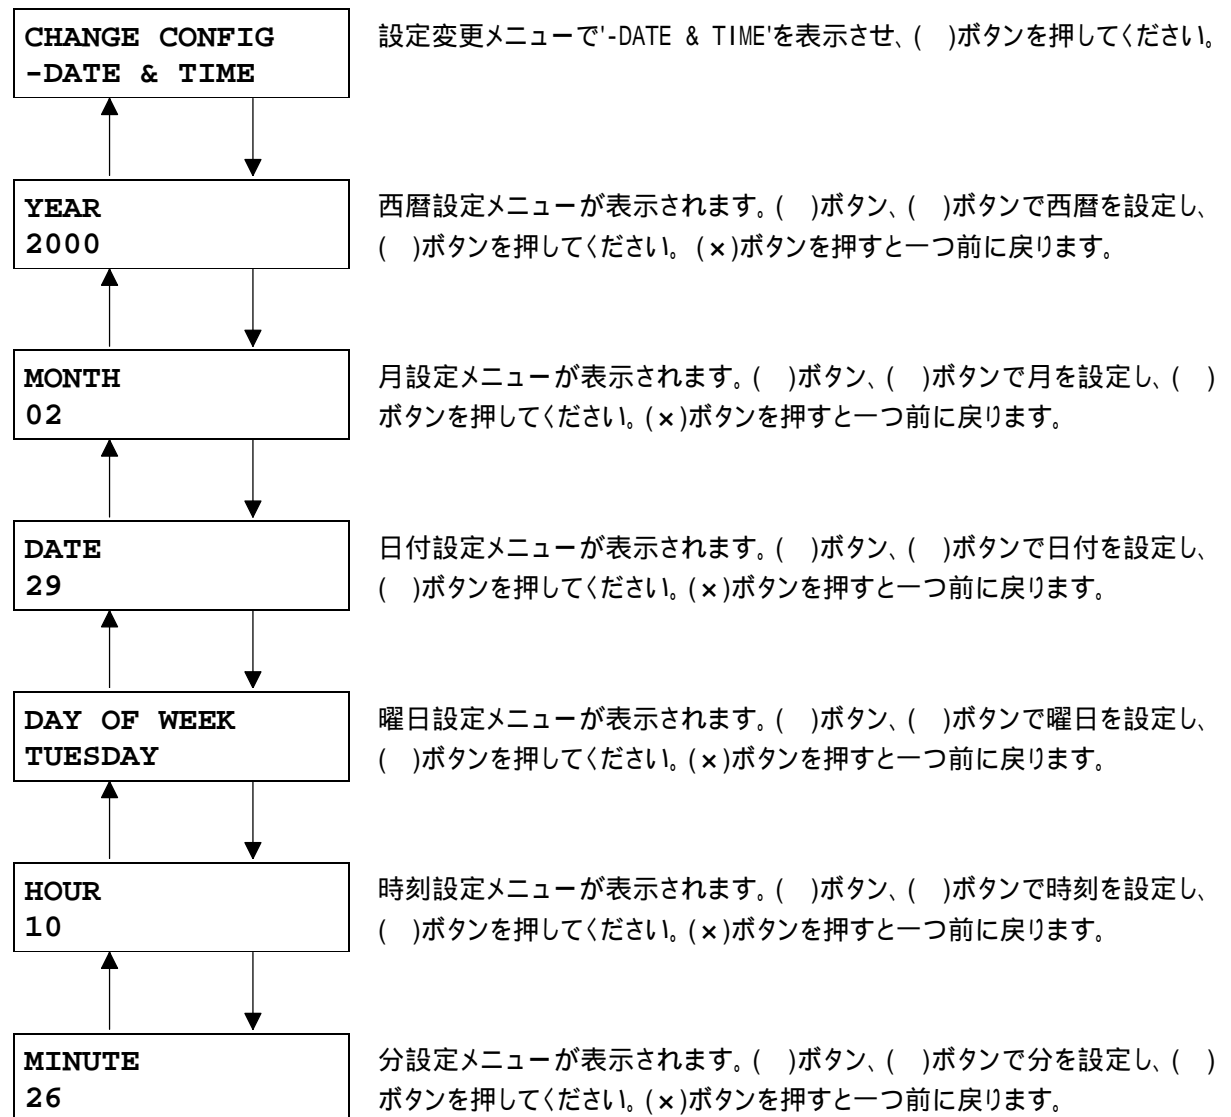 CHANGE CONFIG
-DATE & TIME
設定変更メニューで'-DATE & TIME'を表示させ、(　)ボタンを押してください。
YEAR
2000
西暦設定メニューが表示されます。(　)ボタン、(　)ボタンで西暦を設定し、
(　)ボタンを押してください。(×)ボタンを押すと一つ前に戻ります。
MONTH
02
月設定メニューが表示されます。(　)ボタン、(　)ボタンで月を設定し、(　)
ボタンを押してください。(×)ボタンを押すと一つ前に戻ります。
DATE
29
日付設定メニューが表示されます。(　)ボタン、(　)ボタンで日付を設定し、
(　)ボタンを押してください。(×)ボタンを押すと一つ前に戻ります。
DAY OF WEEK
TUESDAY
曜日設定メニューが表示されます。(　)ボタン、(　)ボタンで曜日を設定し、
(　)ボタンを押してください。(×)ボタンを押すと一つ前に戻ります。
HOUR
10
時刻設定メニューが表示されます。(　)ボタン、(　)ボタンで時刻を設定し、
(　)ボタンを押してください。(×)ボタンを押すと一つ前に戻ります。
MINUTE
26
分設定メニューが表示されます。(　)ボタン、(　)ボタンで分を設定し、(　)
ボタンを押してください。(×)ボタンを押すと一つ前に戻ります。